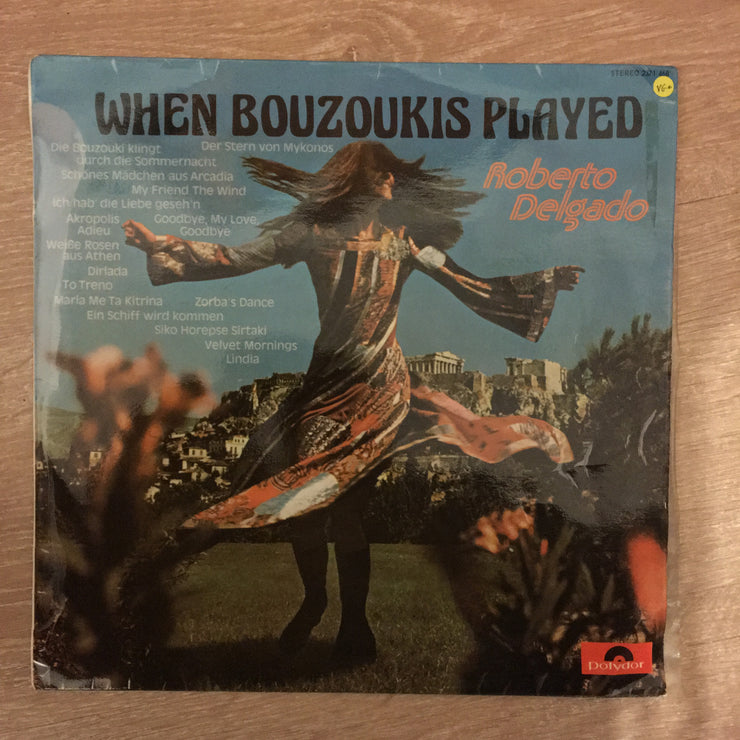 STEREO 2371 468
VG+
WHEN BOUZOUKIS PLAYED
Die Bouzouki klingt
durch die Sommernacht
Der Stern von Mykonos
Schönes Mädchen aus Arcadia
My Friend The Wind
Ich hab' die Liebe geseh'n
Akropolis
Adieu
Goodbye, My Love,
Goodbye
Weiße Rosen
aus Athen
Dirlada
To Treno
Maria Me Ta Kitrina
Zorba's Dance
Ein Schiff wird kommen
Siko Horepse Sirtaki
Velvet Mornings
Lindia
Roberto
Delgado
Polydor